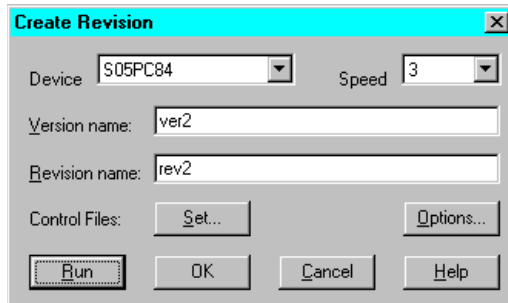 Create Revision
Device S05PC84 Speed 3
Version name: ver2
Revision name: rev2
Control Files: Set... Options...
Run OK Cancel Help